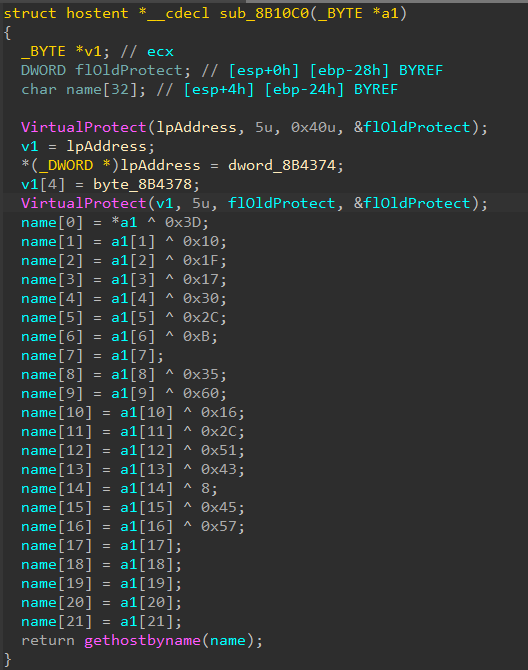 struct hostent *__cdecl sub_8B10C0(_BYTE *a1)
{
  _BYTE *v1; // ecx
  DWORD flOldProtect; // [esp+0h] [ebp-28h] BYREF
  char name[32]; // [esp+4h] [ebp-24h] BYREF

  VirtualProtect(lpAddress, 5u, 0x40u, &flOldProtect);
  v1 = lpAddress;
  *(_DWORD *)lpAddress = dword_8B4374;
  v1[4] = byte_8B4378;
  VirtualProtect(v1, 5u, flOldProtect, &flOldProtect);
  name[0] = *a1 ^ 0x3D;
  name[1] = a1[1] ^ 0x10;
  name[2] = a1[2] ^ 0x1F;
  name[3] = a1[3] ^ 0x17;
  name[4] = a1[4] ^ 0x30;
  name[5] = a1[5] ^ 0x2C;
  name[6] = a1[6] ^ 0xB;
  name[7] = a1[7];
  name[8] = a1[8] ^ 0x35;
  name[9] = a1[9] ^ 0x60;
  name[10] = a1[10] ^ 0x16;
  name[11] = a1[11] ^ 0x2C;
  name[12] = a1[12] ^ 0x51;
  name[13] = a1[13] ^ 0x43;
  name[14] = a1[14] ^ 8;
  name[15] = a1[15] ^ 0x45;
  name[16] = a1[16] ^ 0x57;
  name[17] = a1[17];
  name[18] = a1[18];
  name[19] = a1[19];
  name[20] = a1[20];
  name[21] = a1[21];
  return gethostbyname(name);
}